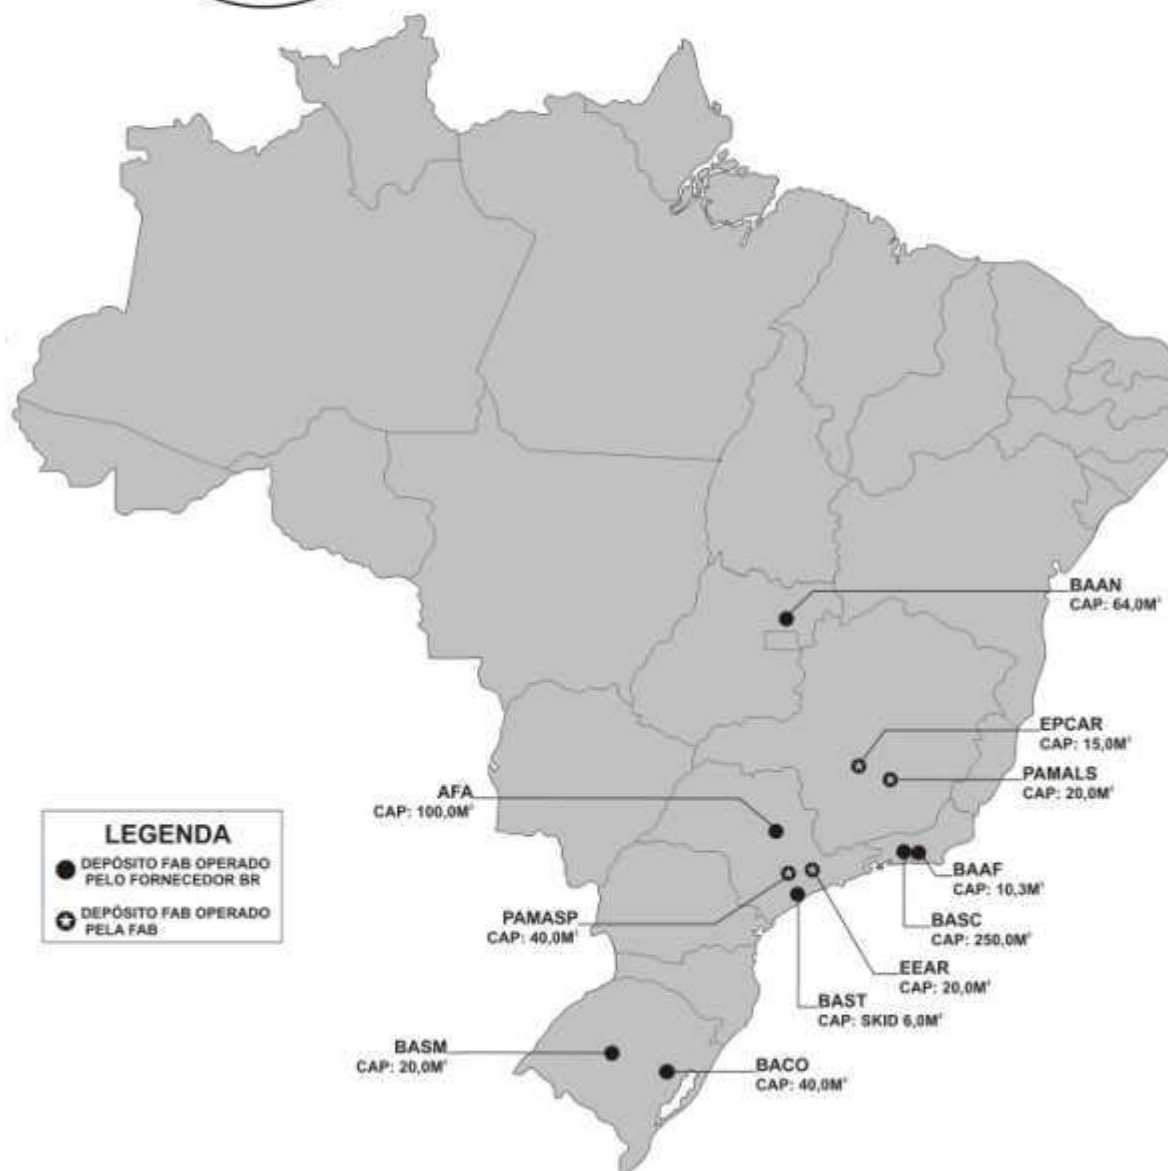 BAAN
CAP: 64,0M³
EPCAR
CAP: 15,0M³
PAMALS
CAP: 20,0M³
AFA
CAP: 100,0M³
LEGENDA
DEPÓSITO FAB OPERADO
PELO FORNECEDOR BR
DEPÓSITO FAB OPERADO
PELA FAB
BAAF
CAP: 10,3M³
PAMASP
CAP: 40,0M³
BASC
CAP: 250,0M³
EEAR
CAP: 20,0M³
BAST
CAP: SKID 6,0M³
BASM
CAP: 20,0M³
BACO
CAP: 40,0M³